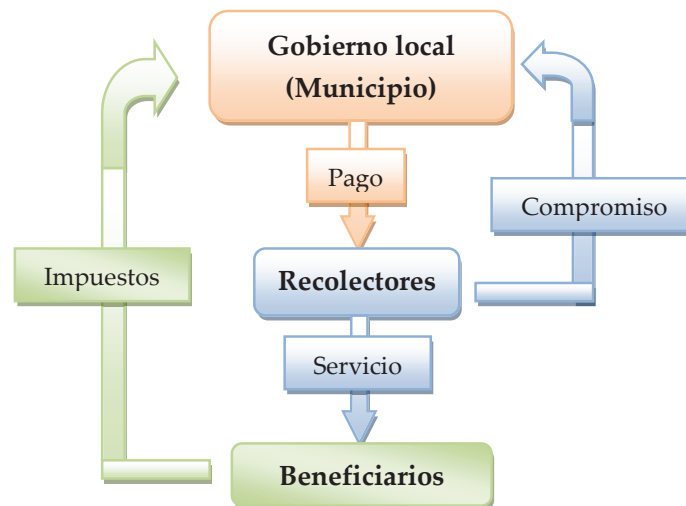 Gobierno local
(Municipio)
Pago
Compromiso
Impuestos
Recolectores
Servicio
Beneficiarios